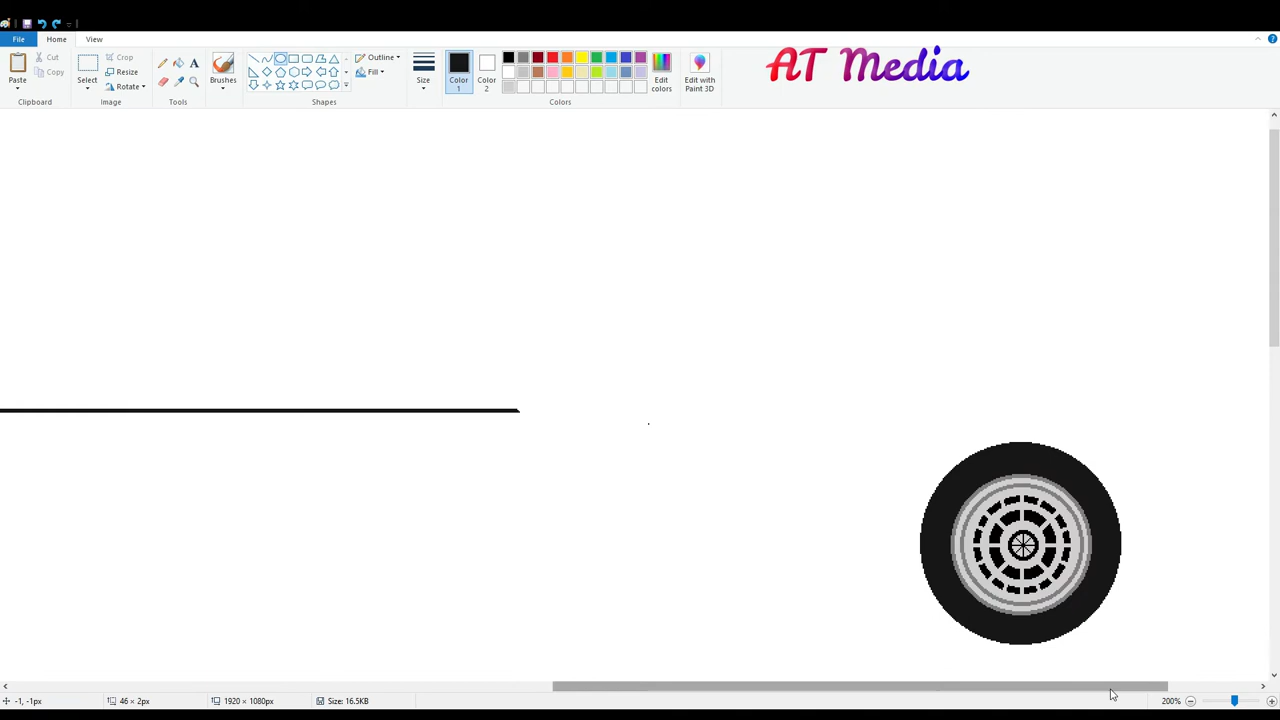 File Home View
Cut
Copy
Paste
Clipboard
Select
Crop
Resize
Rotate
Image
Tools
Brushes
Outline
Fill
Shapes
Size
Color 1
Color 2
Colors
Edit colors
Edit with Paint 3D
AT Media
-1, -1px
46 × 2px
1920 × 1080px
Size: 16.5KB
200%